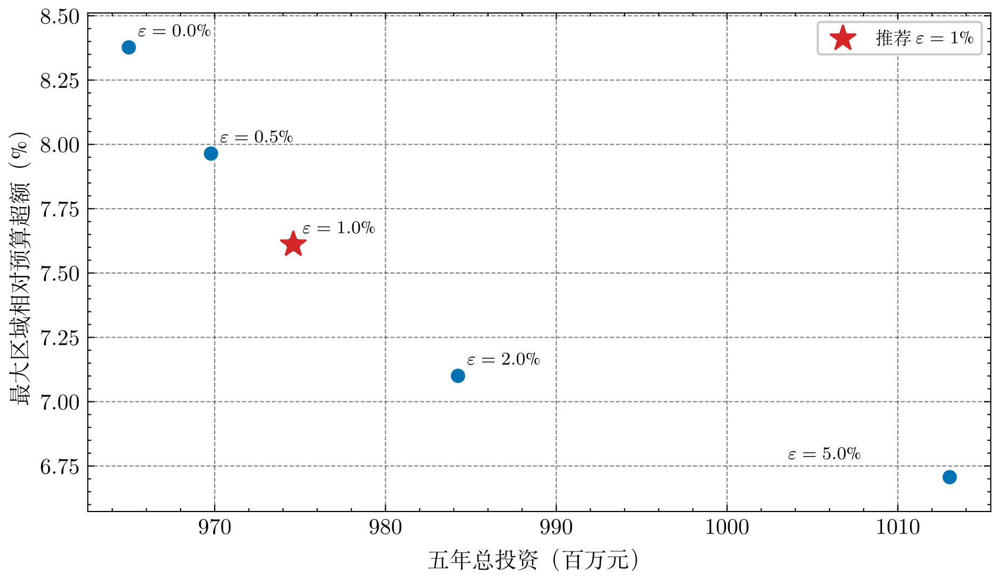 8.50
8.25
8.00
7.75
7.50
7.25
7.00
6.75
最大区域相对预算超额（%）
ε = 0.0%
ε = 0.5%
ε = 1.0%
ε = 2.0%
ε = 5.0%
推荐 ε = 1%
970 980 990 1000 1010
五年总投资（百万元）